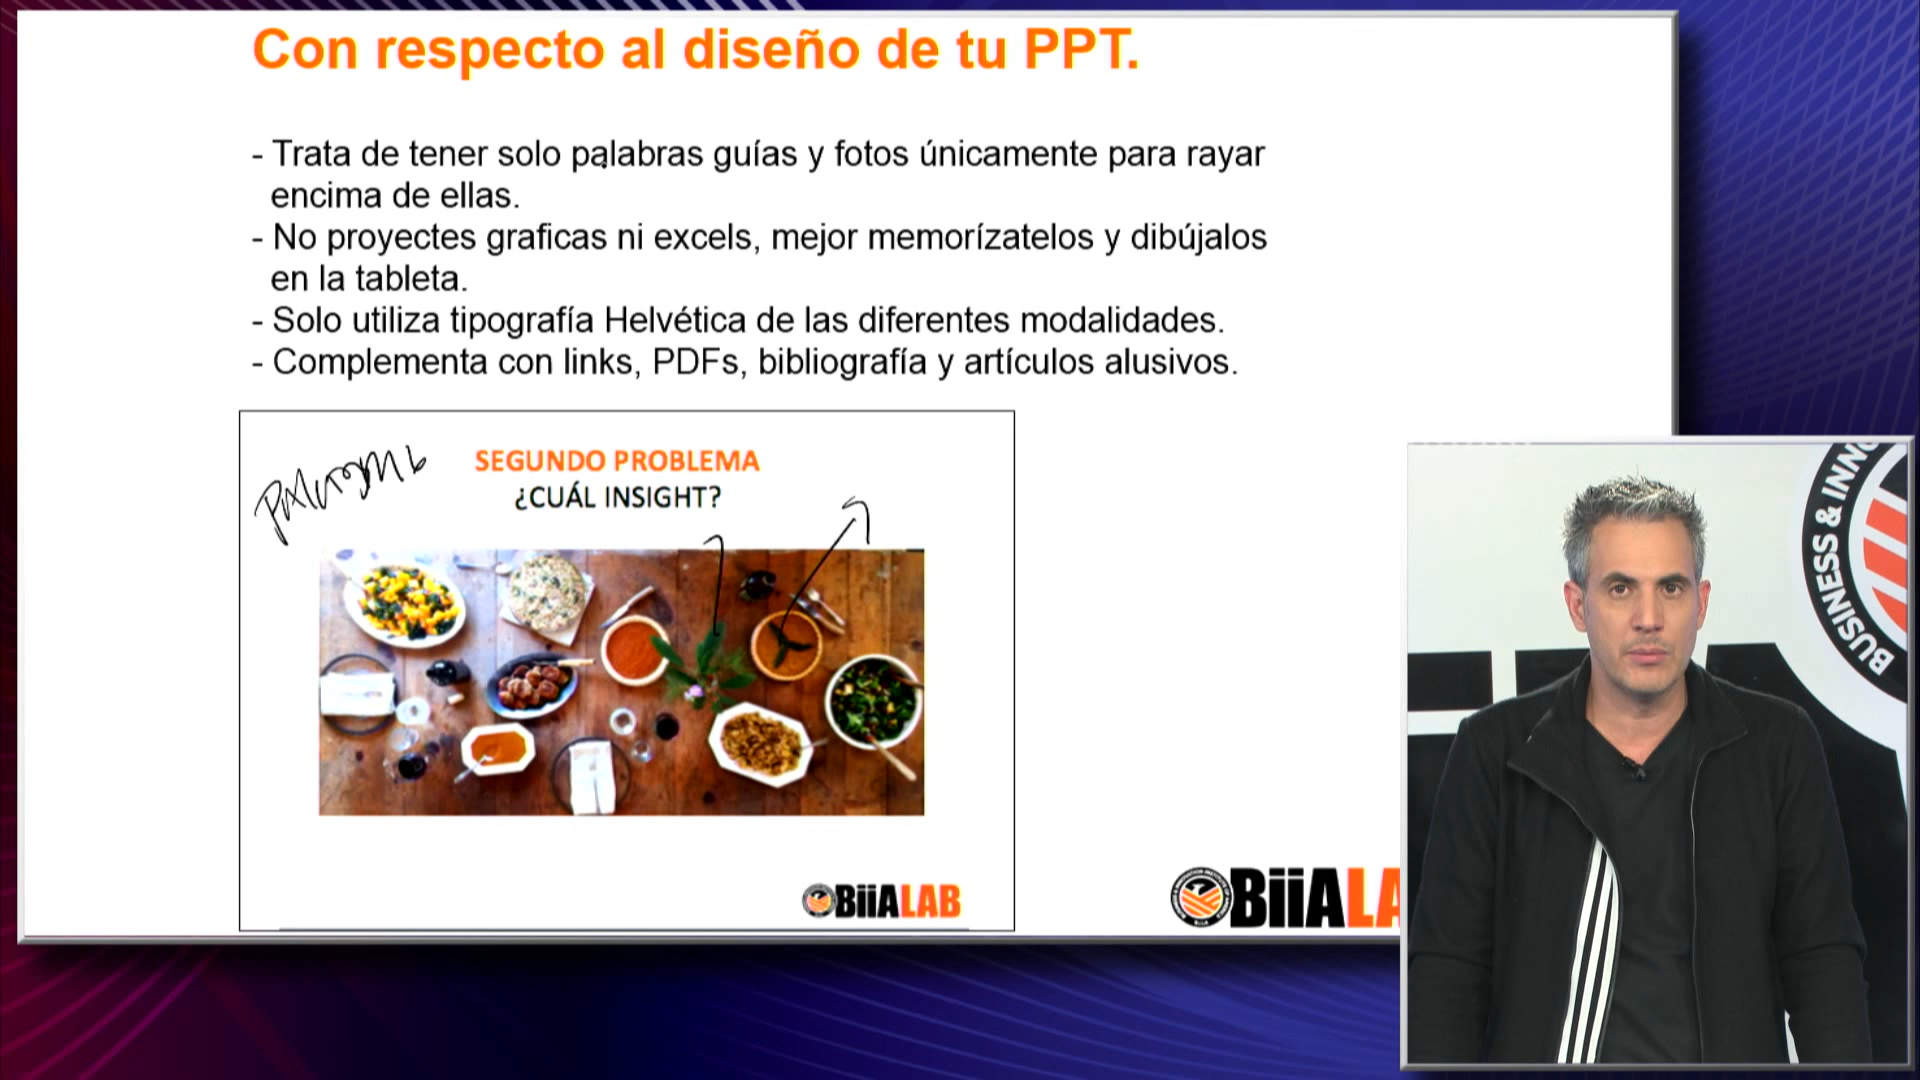 Con respecto al diseño de tu PPT.
- Trata de tener solo palabras guías y fotos únicamente para rayar
encima de ellas.
- No proyectes graficas ni excels, mejor memorízatelos y dibújalos
en la tableta.
- Solo utiliza tipografía Helvética de las diferentes modalidades.
- Complementa con links, PDFs, bibliografía y artículos alusivos.
SEGUNDO PROBLEMA
¿CUÁL INSIGHT?
BiiALAB
BiiALA
BUSINESS & INNO